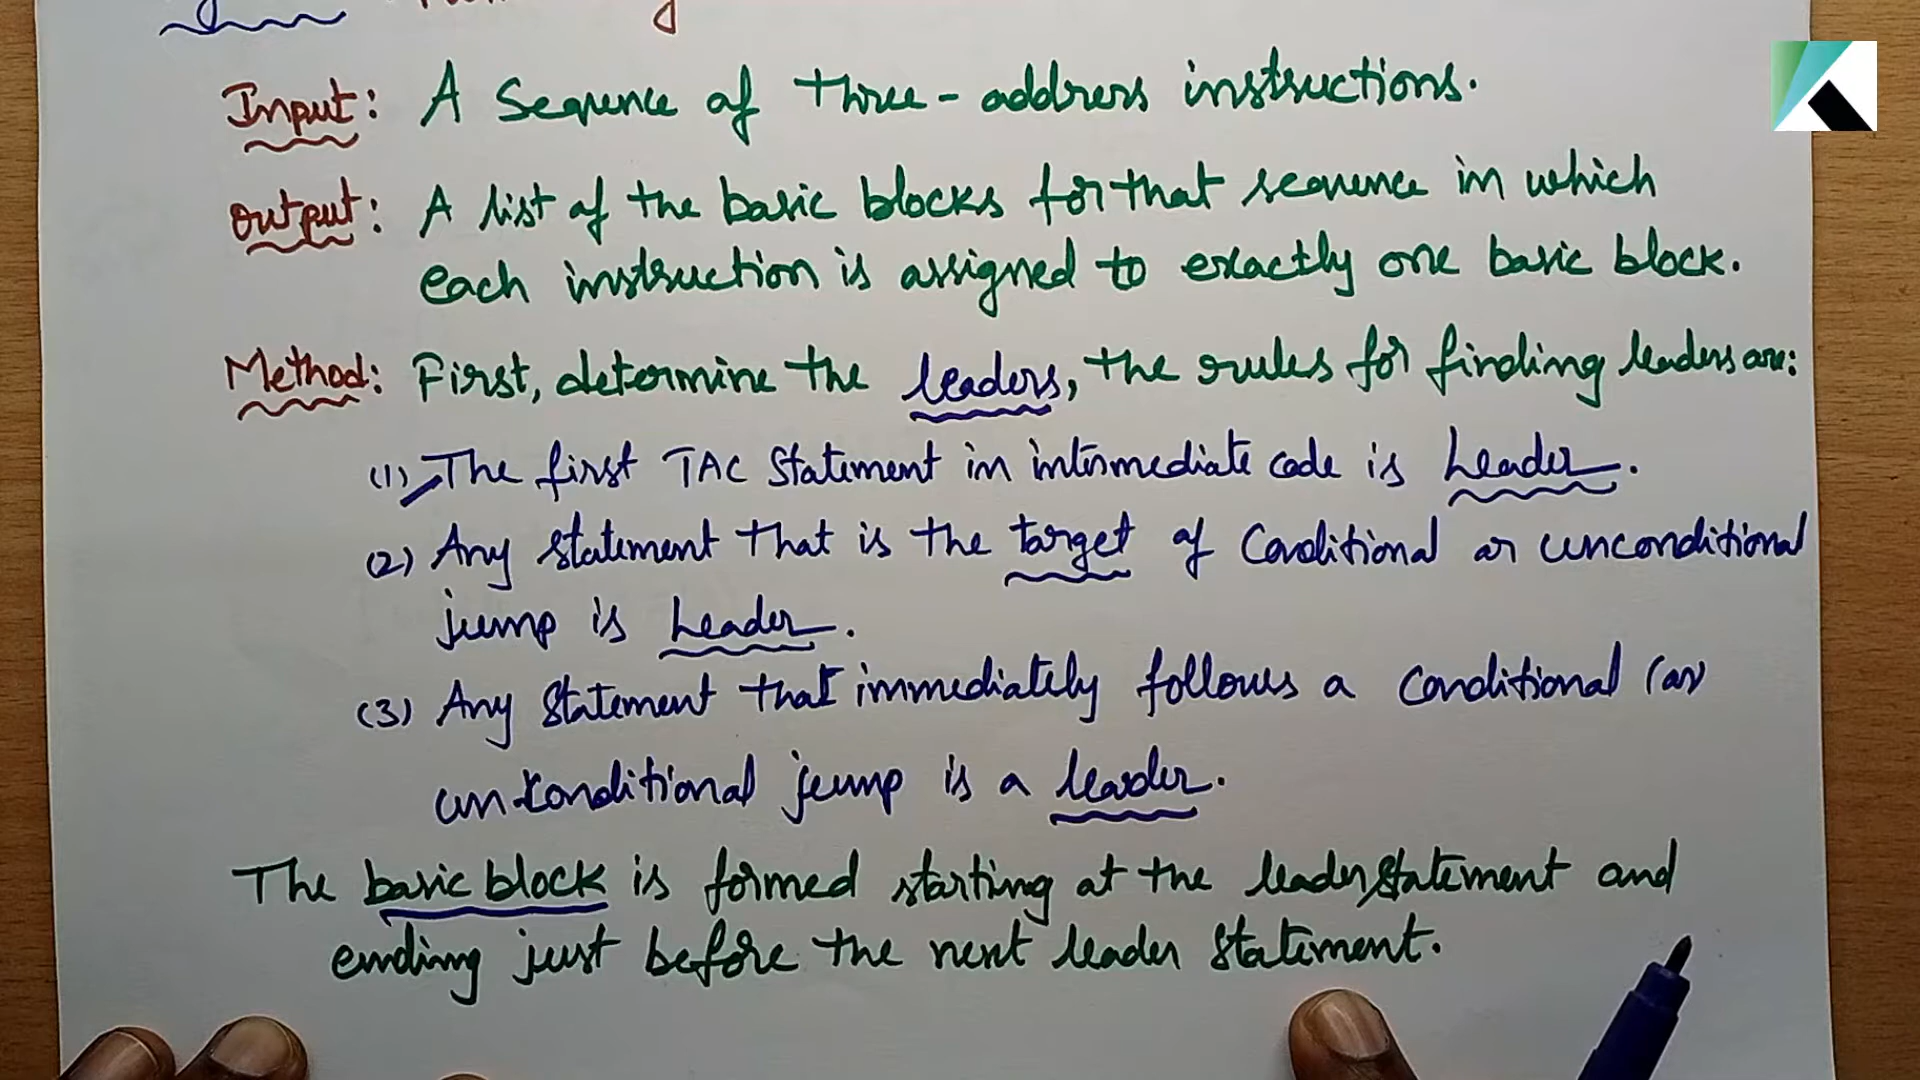 Input: A Sequence of three-address instructions.
output: A list of the basic blocks for that sequence in which
each instruction is assigned to exactly one basic block.
Method: First, determine the leaders, the rules for finding leaders are:
(1) The first TAC Statement in intermediate code is Leader.
(2) Any statement that is the target of Conditional or unconditional
jump is Leader.
(3) Any Statement that immediately follows a Conditional (or)
un-conditional jump is a leader.
The basic block is formed starting at the leader statement and
ending just before the next leader statement.